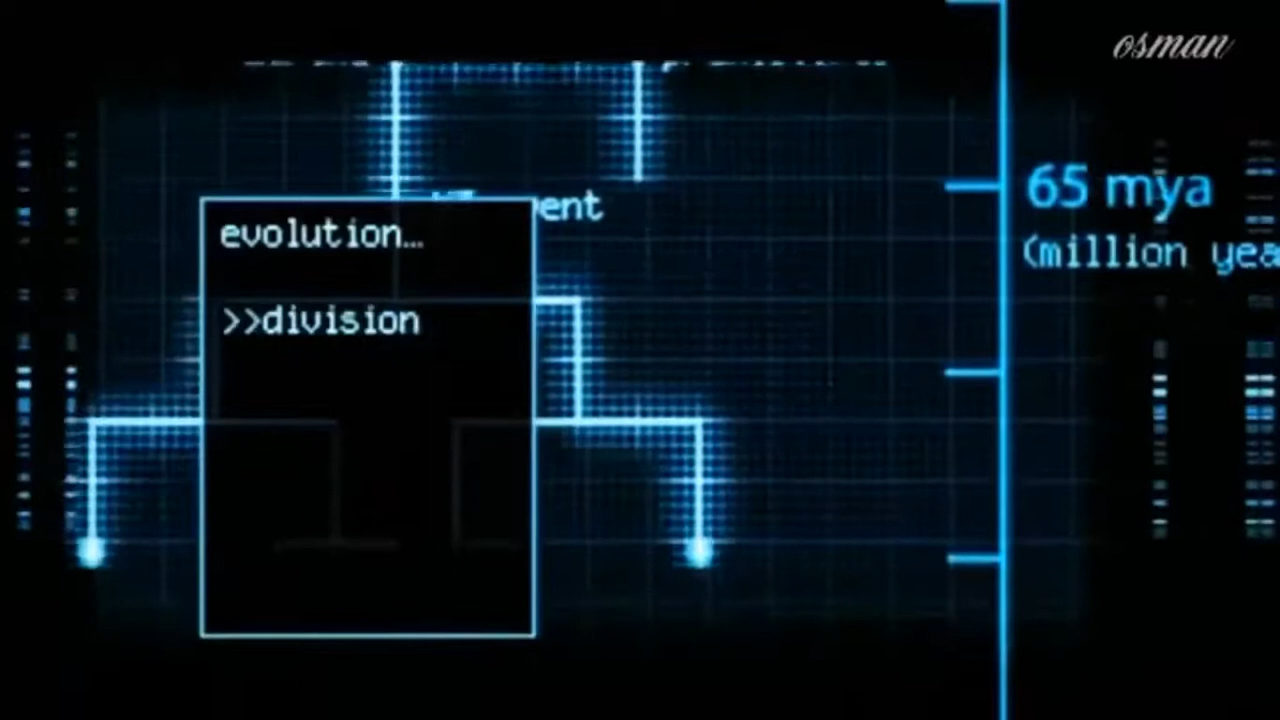 osman
65 mya
(million yea
evolution...
>>division